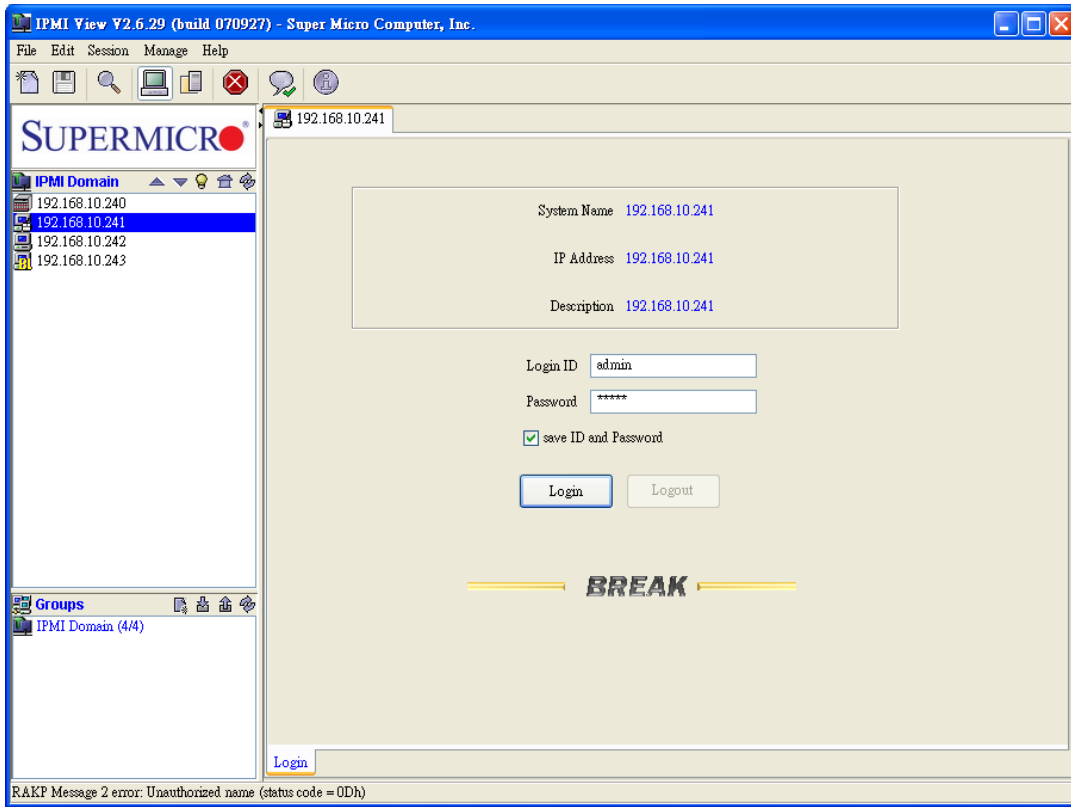 IPMI View V2.6.29 (build 070927) - Super Micro Computer, Inc.
File Edit Session Manage Help
SUPERMICRO®
192.168.10.241
IPMI Domain
192.168.10.240
192.168.10.241
192.168.10.242
192.168.10.243
System Name 192.168.10.241
IP Address 192.168.10.241
Description 192.168.10.241
Login ID admin
Password *****
save ID and Password
Login Logout
BREAK
Groups
IPMI Domain (4/4)
Login
RAKP Message 2 error: Unauthorized name (status code = 0Dh)